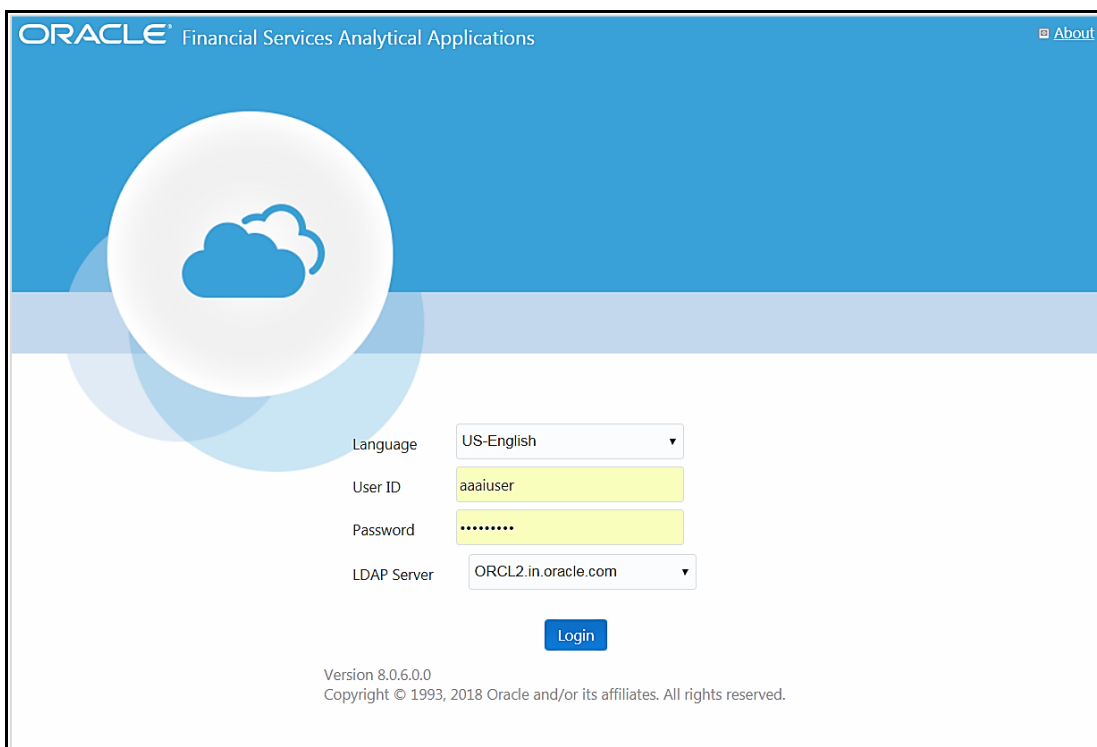 ORACLE® Financial Services Analytical Applications
About
Language US-English
User ID aaaiuser
Password •••••••••
LDAP Server ORCL2.in.oracle.com
Login
Version 8.0.6.0.0
Copyright © 1993, 2018 Oracle and/or its affiliates. All rights reserved.